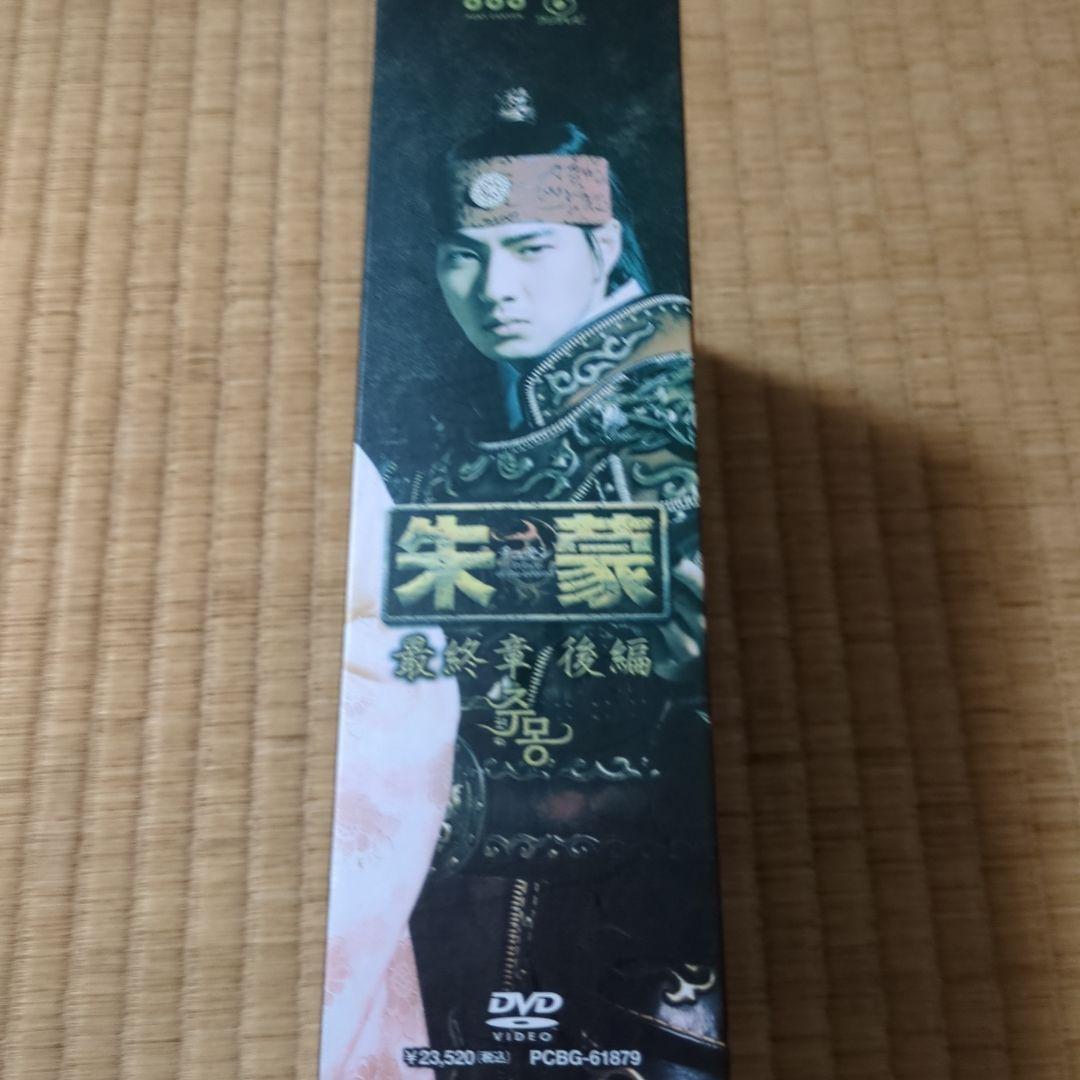 朱蒙
最終章 後編
주몽
DVD
VIDEO
¥23,520(税込) PCBG-61879